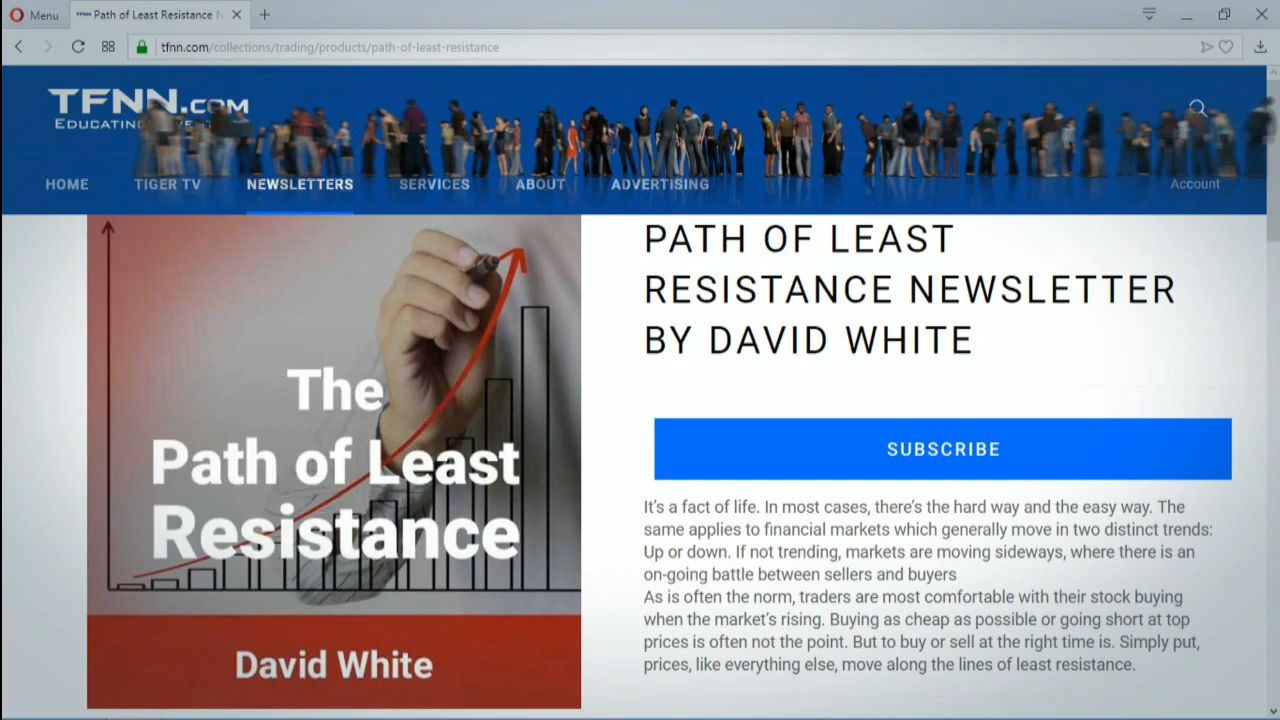 Menu
Path of Least Resistance N
tfnn.com/collections/trading/products/path-of-least-resistance
TFNN.COM
HOME
TIGER TV
NEWSLETTERS
SERVICES
ABOUT
ADVERTISING
Account
The
Path of Least
Resistance
David White
PATH OF LEAST
RESISTANCE NEWSLETTER
BY DAVID WHITE
SUBSCRIBE
It's a fact of life. In most cases, there's the hard way and the easy way. The
same applies to financial markets which generally move in two distinct trends:
Up or down. If not trending, markets are moving sideways, where there is an
on-going battle between sellers and buyers
As is often the norm, traders are most comfortable with their stock buying
when the market's rising. Buying as cheap as possible or going short at top
prices is often not the point. But to buy or sell at the right time is. Simply put,
prices, like everything else, move along the lines of least resistance.